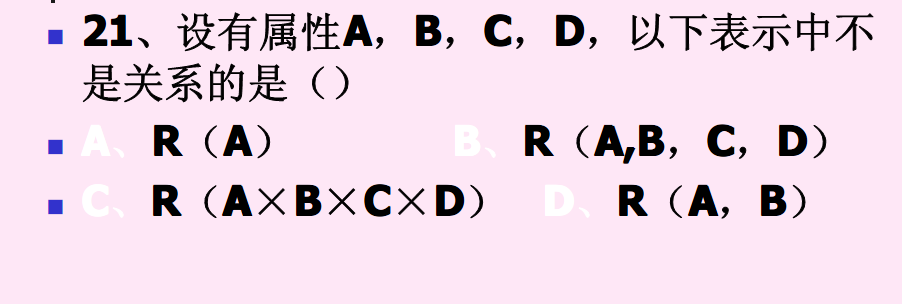 21、设有属性A，B，C，D，以下表示中不
是关系的是（）
A、R（A） B、R（A,B，C，D）
C、R（A×B×C×D） D、R（A，B）